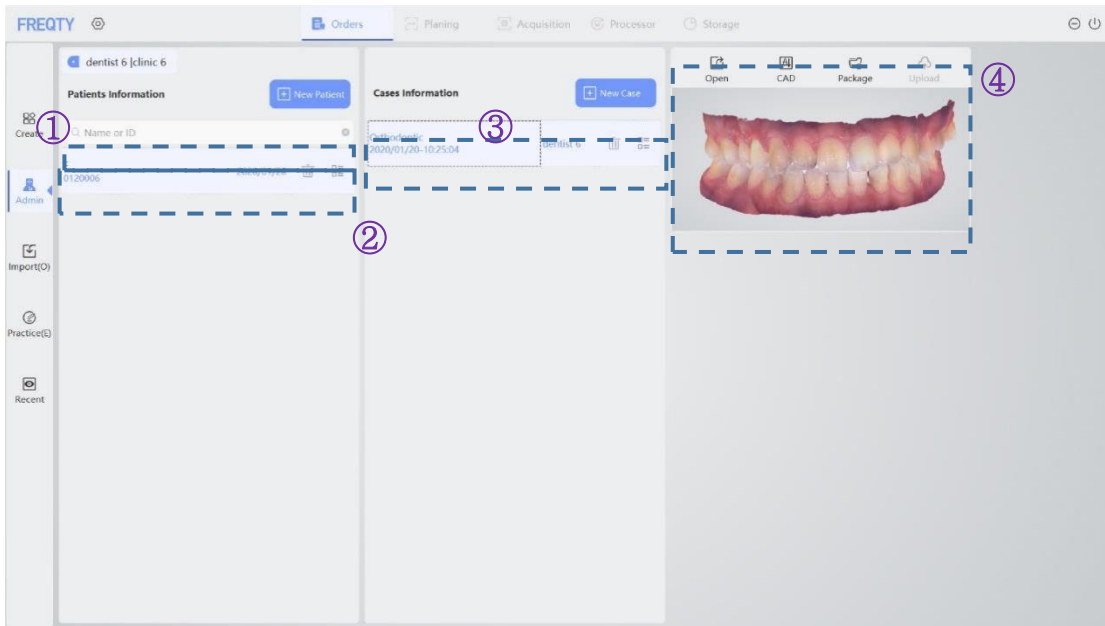 FREQTY
Orders
Planing
Acquisition
Processor
Storage
dentist 6 |clinic 6
Patients Information
New Patient
Cases Information
New Case
Open
CAD
Package
Upload
Create
Admin
Import(O)
Practice(E)
Recent
①
Name or ID
0120006
②
③
Orthodontic
2020/01/20-10:25:04
dentist 6
④
AI